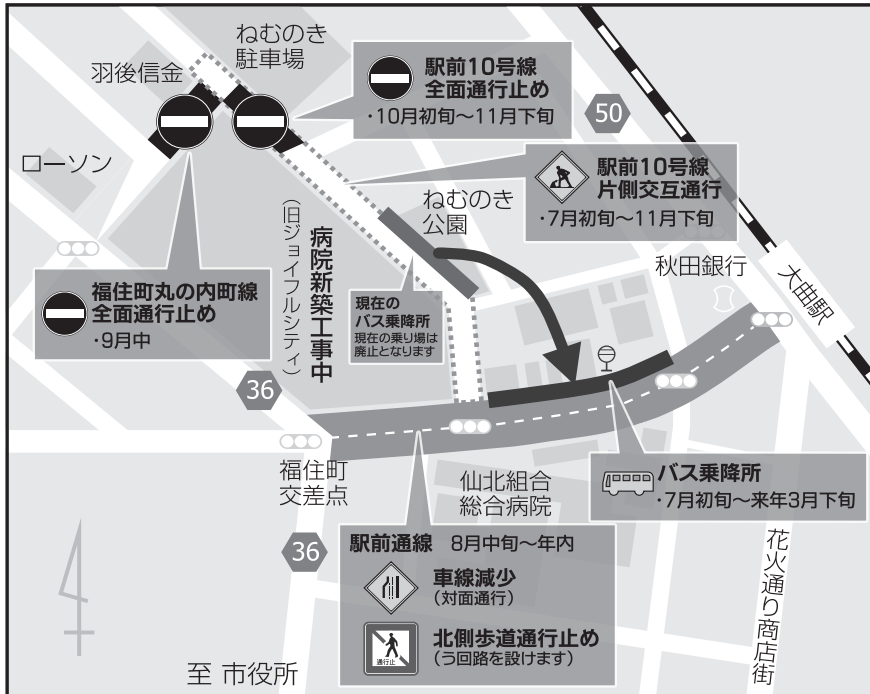 ねむのき
駐車場
羽後信金
駅前10号線
全面通行止め
・10月初旬～11月下旬
50
ローソン
駅前10号線
片側交互通行
・7月初旬～11月下旬
ねむのき
公園
秋田銀行
大曲駅
病院新築工事中
(旧ジョイフルシティ)
福住町丸の内町線
全面通行止め
・9月中
現在の
バス乗降所
現在の乗り場は
廃止となります
36
福住町
交差点
仙北組合
総合病院
バス乗降所
・7月初旬～来年3月下旬
36
駅前通線 8月中旬～年内
車線減少
(対面通行)
通行止
北側歩道通行止め
(う回路を設けます)
花火通り商店街
至 市役所